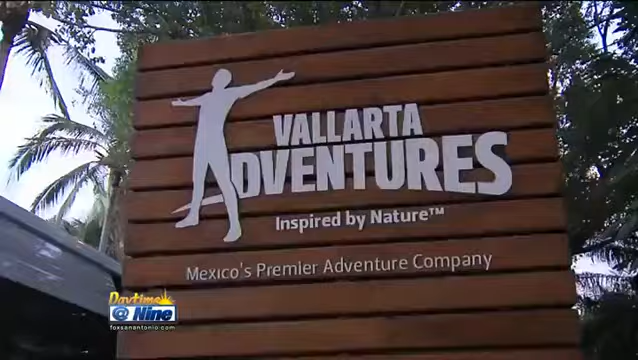 VALLARTA
ADVENTURES
Inspired by Nature™
Mexico's Premier Adventure Company
Daytime
@ Nine
foxsanantonio.com